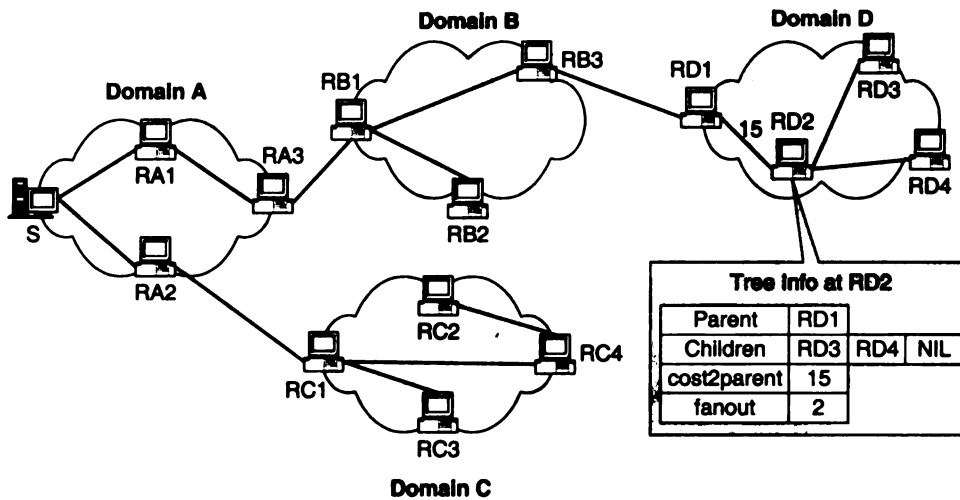 Domain B
Domain D
Domain A
RB1
RB3
RD1
RD3
15
RD2
RA1
RA3
RD4
S
RB2
RA2
Tree info at RD2
Parent RD1
Children RD3 RD4 NIL
cost2parent 15
fanout 2
RC2
RC4
RC1
RC3
Domain C